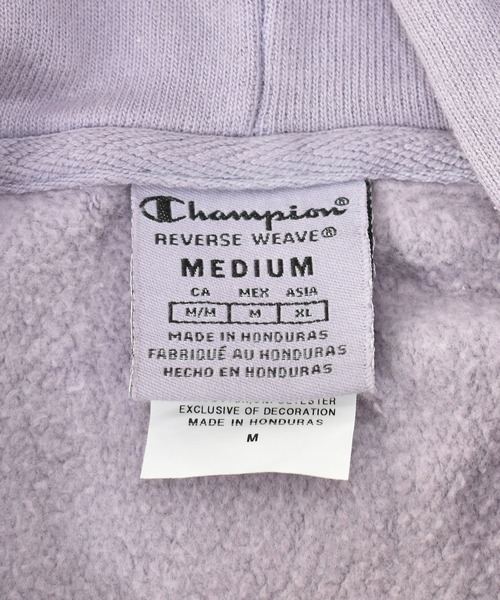 Champion®
REVERSE WEAVE®
MEDIUM
CA MEX ASIA
M/M M XL
MADE IN HONDURAS
FABRIQUÉ AU HONDURAS
HECHO EN HONDURAS
POLYESTER
EXCLUSIVE OF DECORATION
MADE IN HONDURAS
M